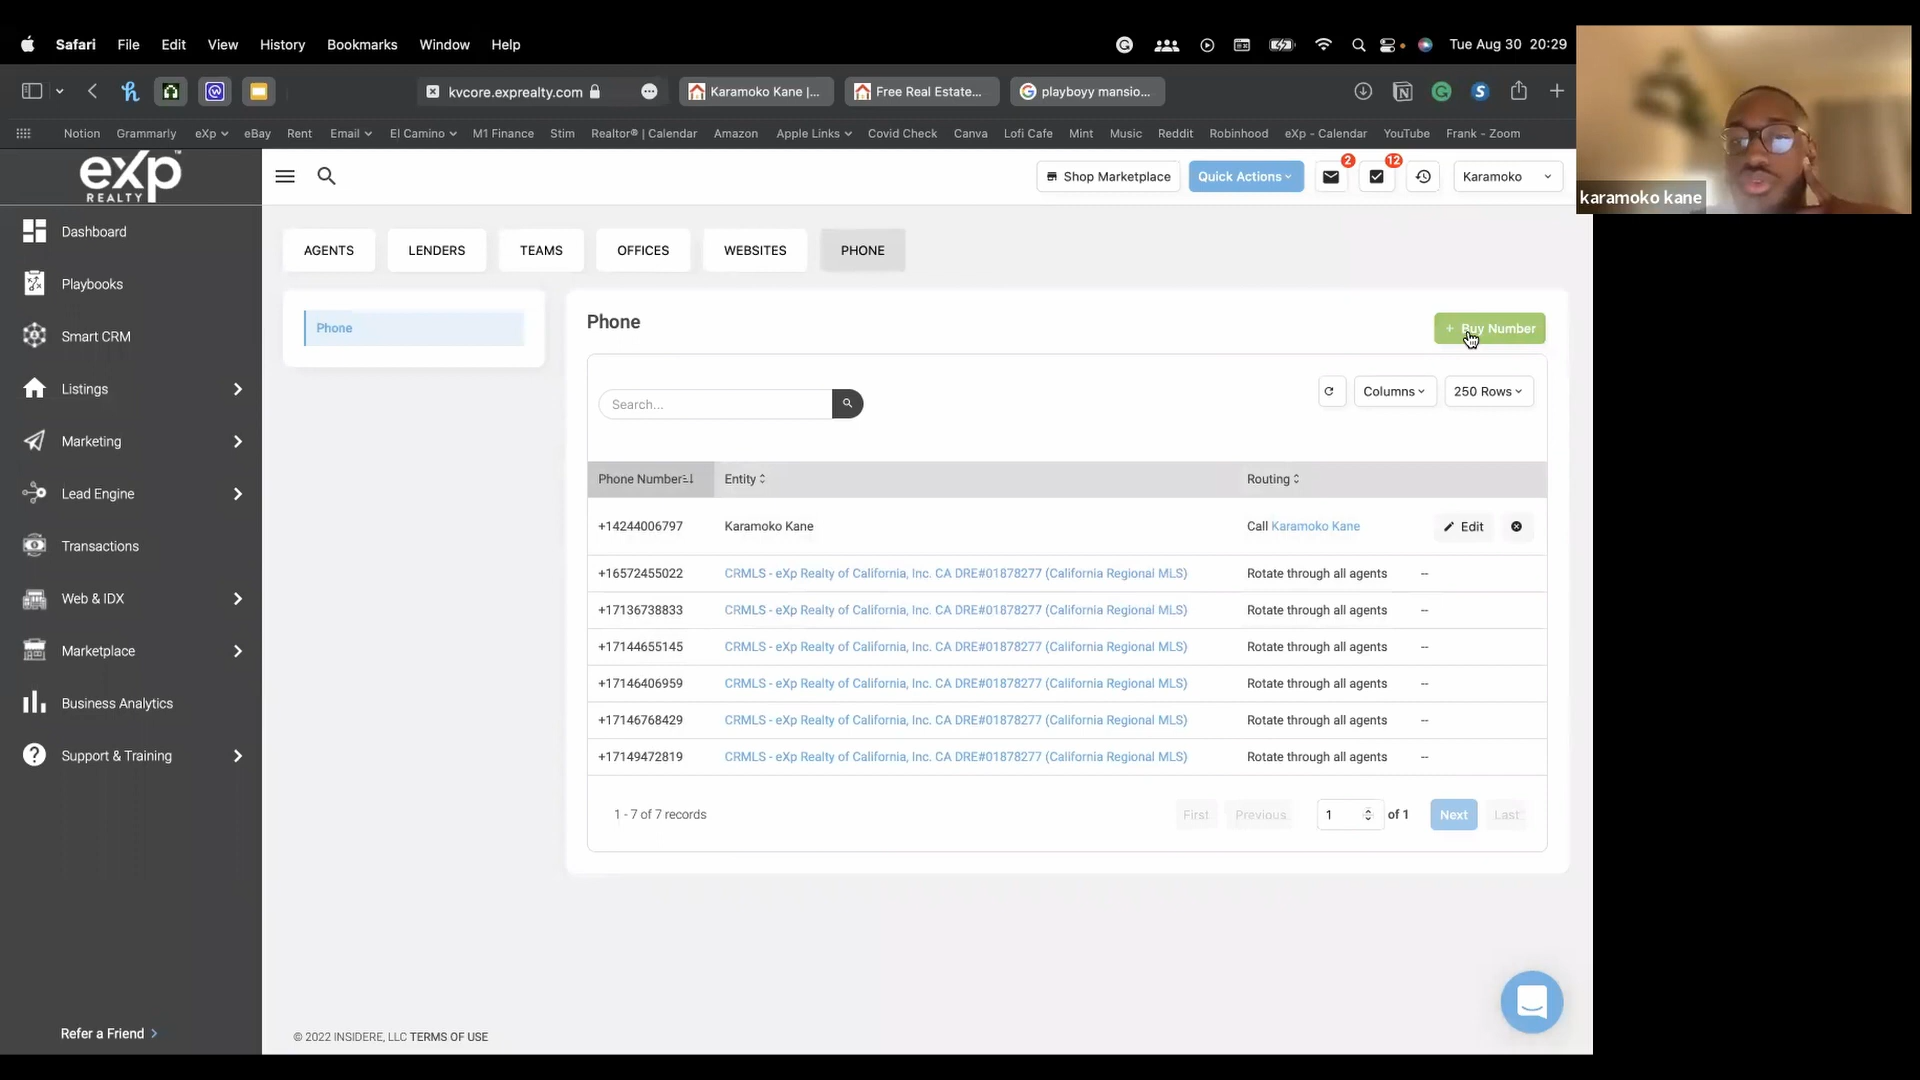 Safari File Edit View History Bookmarks Window Help Tue Aug 30 20:29
kvcore.exprealty.com Karamoko Kane |... Free Real Estate... playboyy mansio...
Notion Grammarly eXp eBay Rent Email El Camino M1 Finance Stim Realtor® | Calendar Amazon Apple Links Covid Check Canva Lofi Cafe Mint Music Reddit Robinhood eXp - Calendar YouTube Frank - Zoom
karamoko kane
eXp
REALTY
Shop Marketplace Quick Actions 2 12 Karamoko
Dashboard
Playbooks
Smart CRM
Listings
Marketing
Lead Engine
Transactions
Web & IDX
Marketplace
Business Analytics
Support & Training
Refer a Friend
AGENTS LENDERS TEAMS OFFICES WEBSITES PHONE
Phone
Phone + Buy Number
Search... Columns 250 Rows
Phone Number Entity Routing
+14244006797 Karamoko Kane Call Karamoko Kane Edit
+16572455022 CRMLS - eXp Realty of California, Inc. CA DRE#01878277 (California Regional MLS) Rotate through all agents --
+17136738833 CRMLS - eXp Realty of California, Inc. CA DRE#01878277 (California Regional MLS) Rotate through all agents --
+17144655145 CRMLS - eXp Realty of California, Inc. CA DRE#01878277 (California Regional MLS) Rotate through all agents --
+17146406959 CRMLS - eXp Realty of California, Inc. CA DRE#01878277 (California Regional MLS) Rotate through all agents --
+17146768429 CRMLS - eXp Realty of California, Inc. CA DRE#01878277 (California Regional MLS) Rotate through all agents --
+17149472819 CRMLS - eXp Realty of California, Inc. CA DRE#01878277 (California Regional MLS) Rotate through all agents --
1 - 7 of 7 records First Previous 1 of 1 Next Last
© 2022 INSIDERE, LLC TERMS OF USE